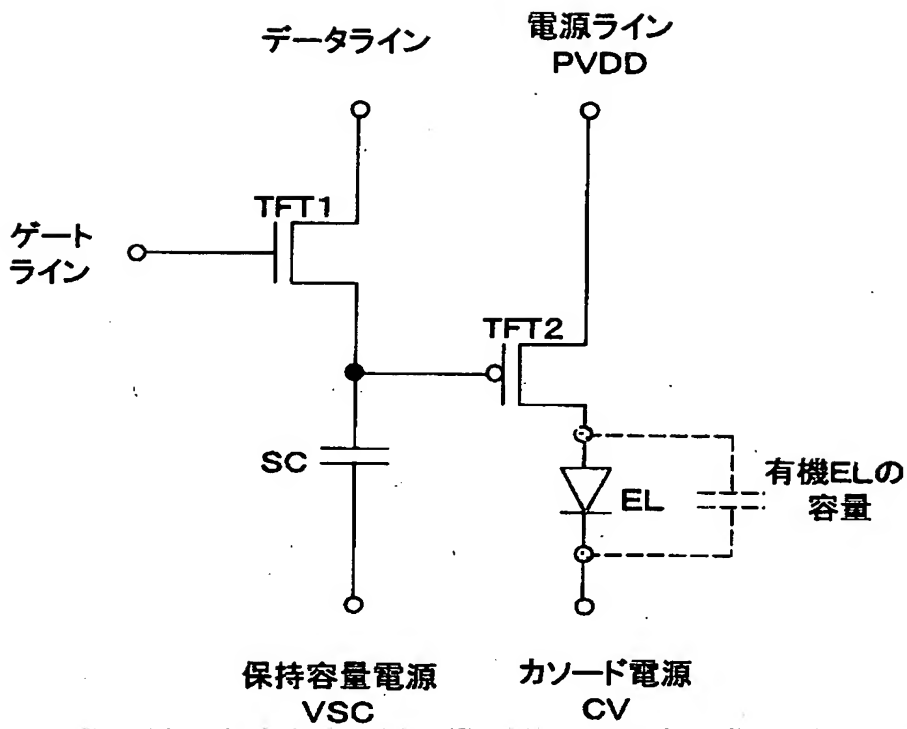 データライン
電源ライン
PVDD
TFT1
ゲート
ライン
TFT2
SC
EL
有機ELの
容量
保持容量電源
VSC
カソード電源
CV